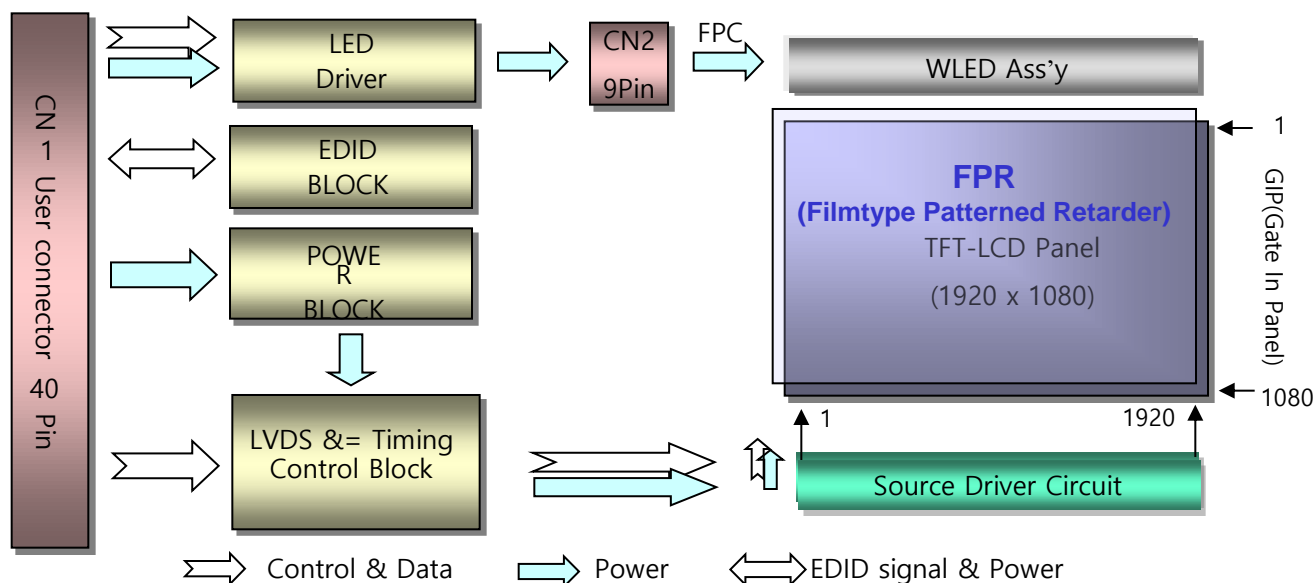 CN 1 User connector 40 Pin
LED
Driver
CN2
9Pin
FPC
WLED Ass'y
EDID
BLOCK
POWE
R
BLOCK
LVDS &= Timing
Control Block
FPR
(Filmtype Patterned Retarder)
TFT-LCD Panel
(1920 x 1080)
1
GIP(Gate In Panel)
1080
1
1920
Source Driver Circuit
Control & Data
Power
EDID signal & Power